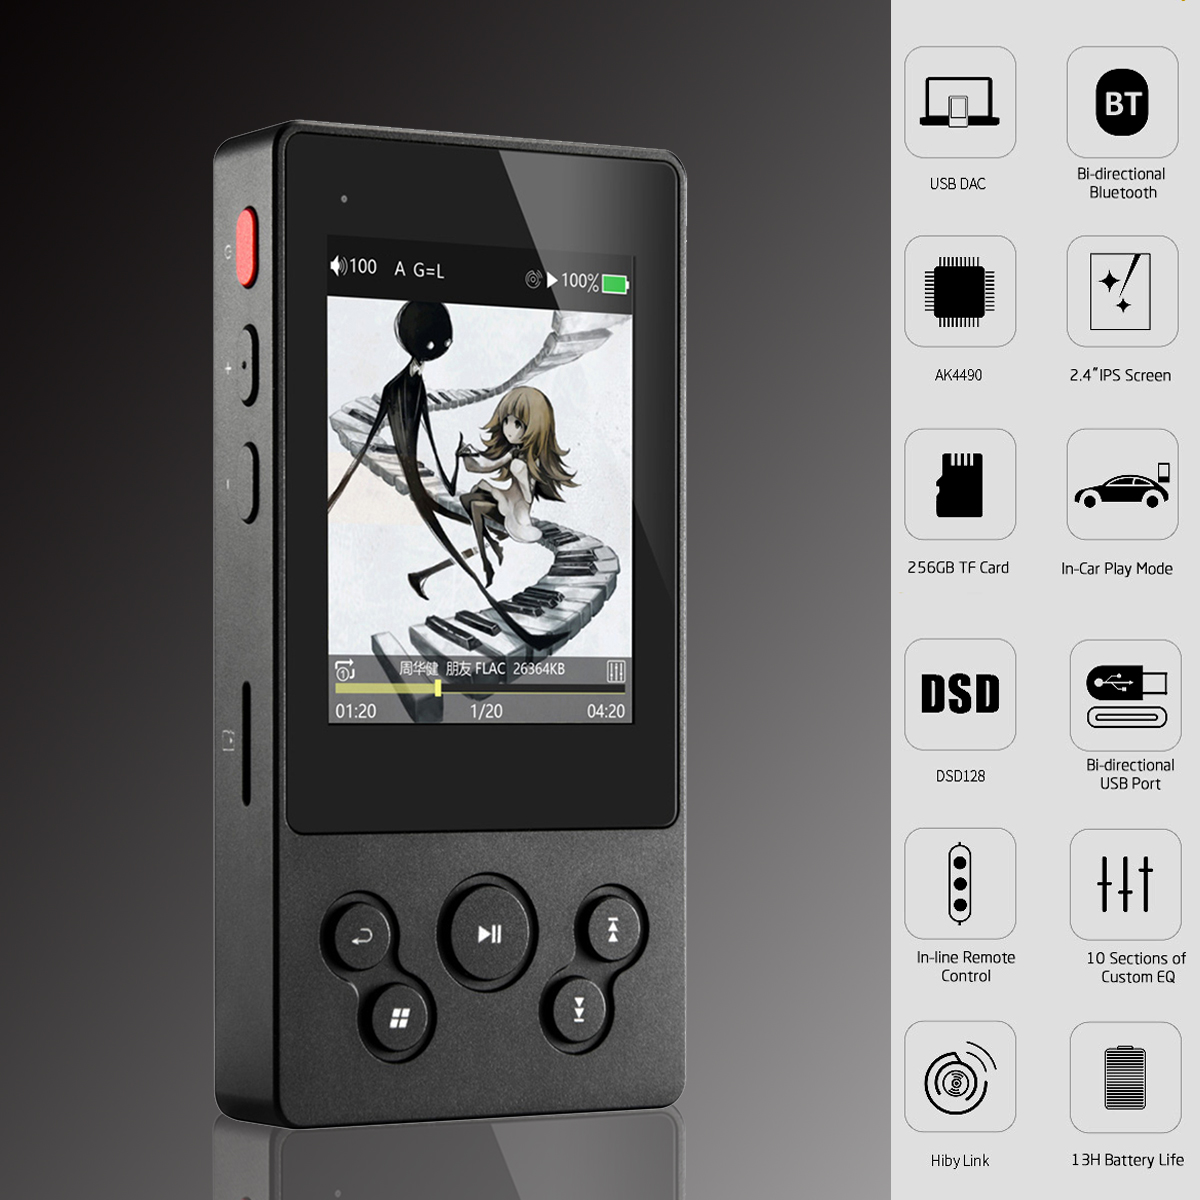 100 A G=L 100%
周华健 朋友 FLAC 26364KB
01:20 1/20 04:20
+
-
BT
USB DAC
Bi-directional
Bluetooth
AK4490
2.4"IPS Screen
256GB TF Card
In-Car Play Mode
DSD
DSD128
Bi-directional
USB Port
In-line Remote
Control
10 Sections of
Custom EQ
Hiby Link
13H Battery Life